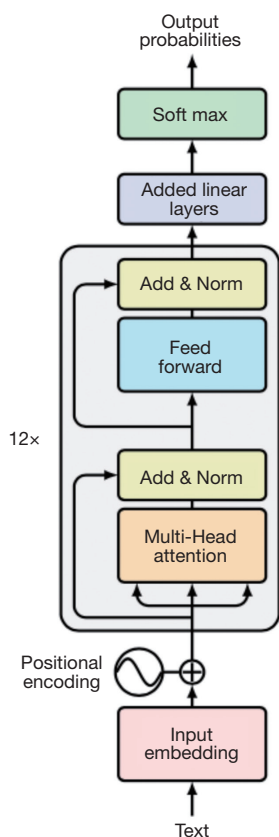 Output
probabilities
Soft max
Added linear
layers
Add & Norm
Feed
forward
12×
Add & Norm
Multi-Head
attention
Positional
encoding
Input
embedding
Text